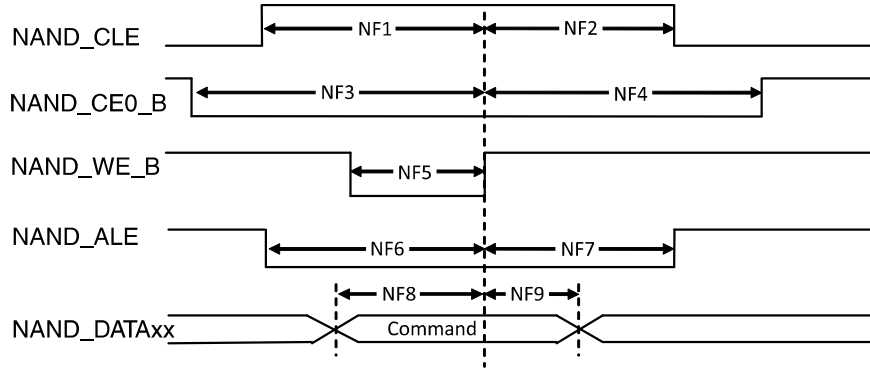 NAND_CLE
NF1
NF2
NAND_CE0_B
NF3
NF4
NAND_WE_B
NF5
NAND_ALE
NF6
NF7
NF8
NF9
NAND_DATAxx
Command